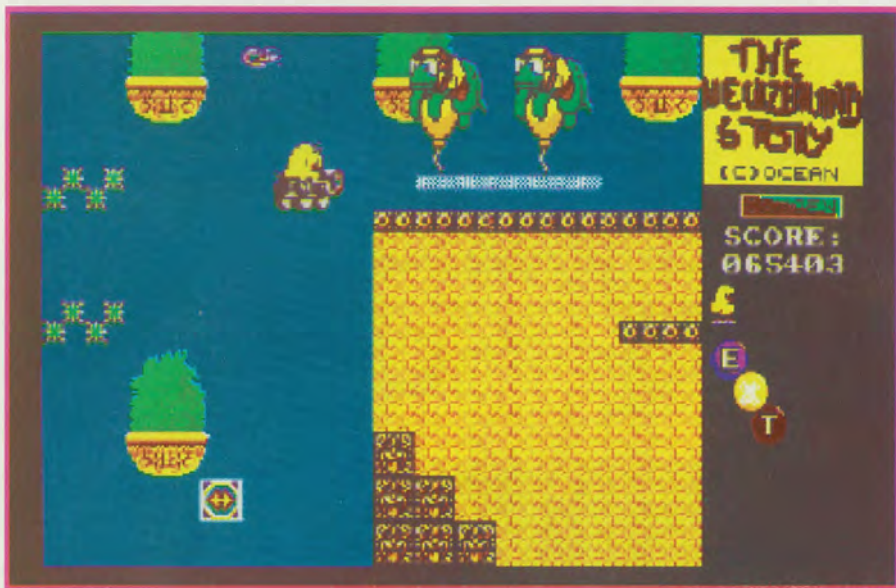 THE
NEWZEALAND
STORY
(C)OCEAN
SCORE:
065403
E
X
T